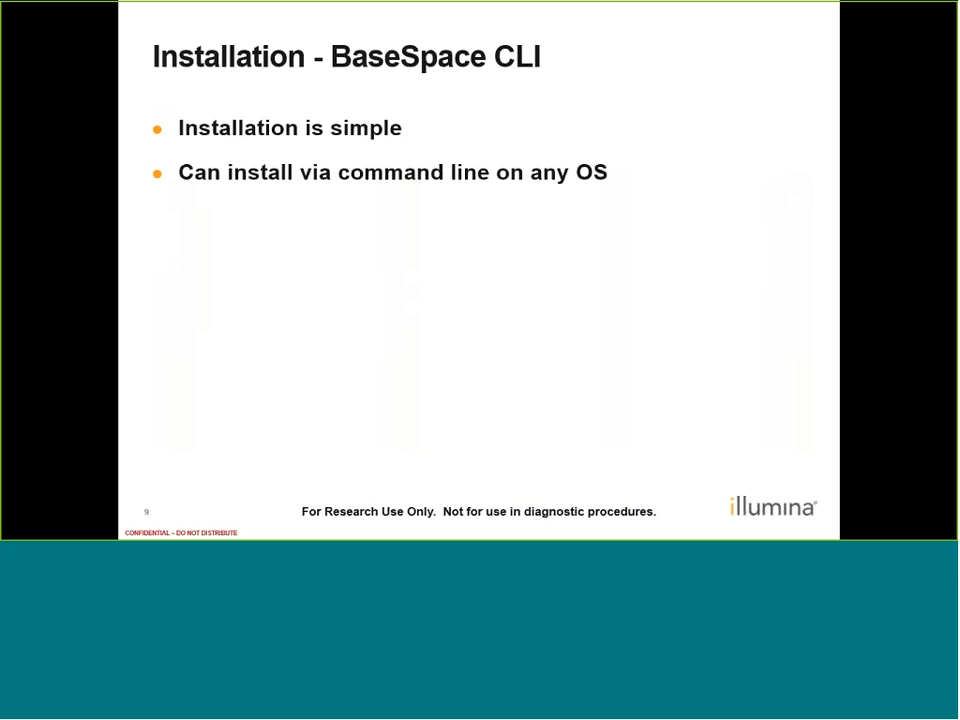 Installation - BaseSpace CLI
Installation is simple
Can install via command line on any OS
9
For Research Use Only. Not for use in diagnostic procedures.
illumina®
CONFIDENTIAL – DO NOT DISTRIBUTE